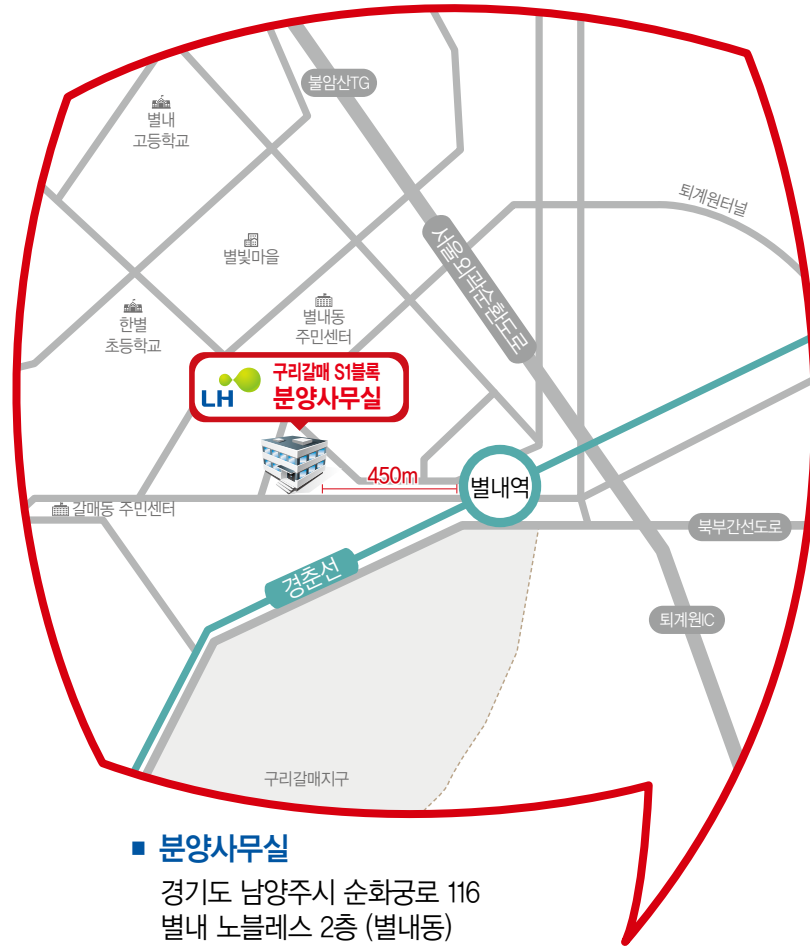 불암산TG
별내
고등학교
퇴계원터널
서울외곽순환도로
별빛마을
한별
초등학교
별내동
주민센터
LH
구리갈매 S1블록
분양사무실
450m
별내역
갈매동 주민센터
북부간선도로
경춘선
퇴계원IC
구리갈매지구
■ 분양사무실
경기도 남양주시 순화궁로 116
별내 노블레스 2층 (별내동)